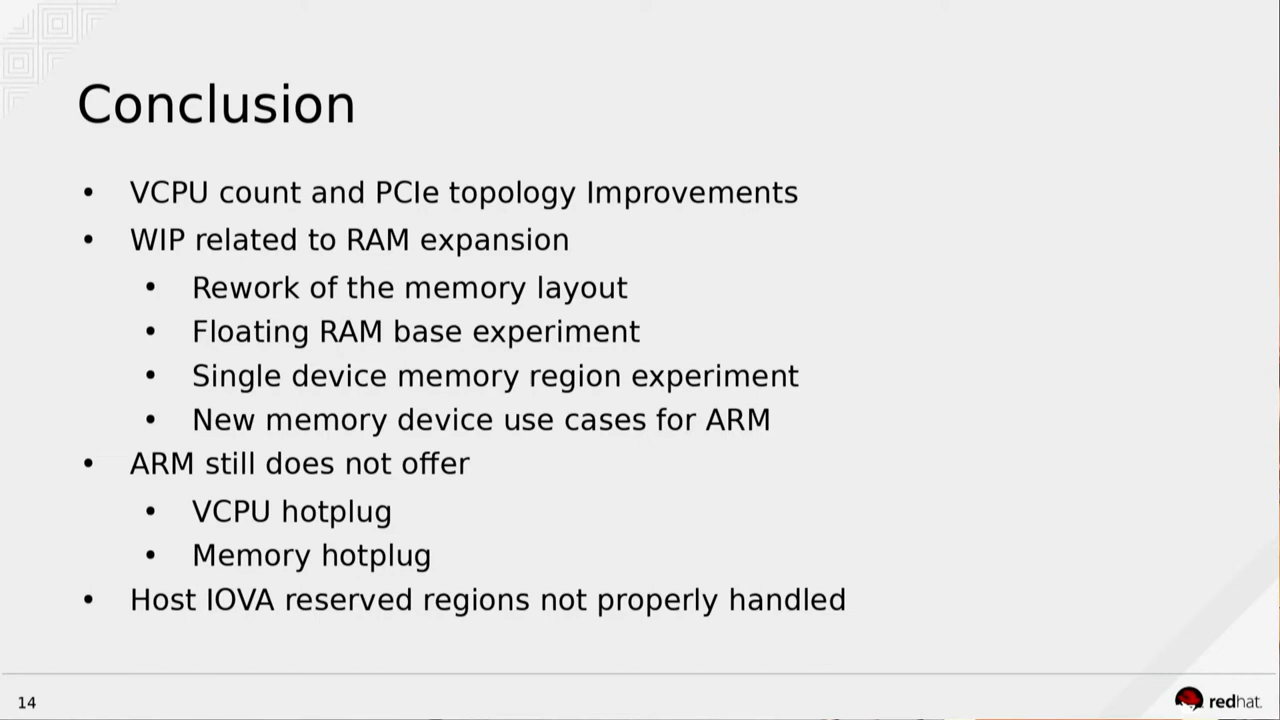 Conclusion
• VCPU count and PCIe topology Improvements
• WIP related to RAM expansion
• Rework of the memory layout
• Floating RAM base experiment
• Single device memory region experiment
• New memory device use cases for ARM
• ARM still does not offer
• VCPU hotplug
• Memory hotplug
• Host IOVA reserved regions not properly handled
14
redhat.